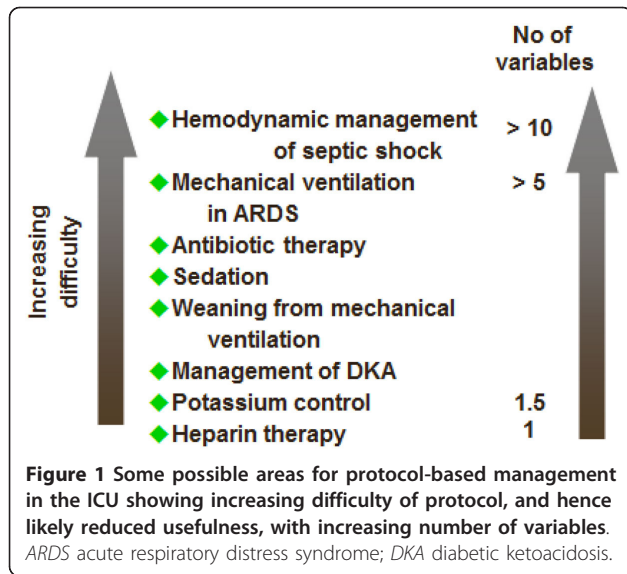 No of
variables
Increasing
difficulty
◆Hemodynamic management
of septic shock
> 10
◆Mechanical ventilation
in ARDS
> 5
◆Antibiotic therapy
◆Sedation
◆Weaning from mechanical
ventilation
◆Management of DKA
◆Potassium control
1.5
◆Heparin therapy
1
Figure 1 Some possible areas for protocol-based management
in the ICU showing increasing difficulty of protocol, and hence
likely reduced usefulness, with increasing number of variables.
ARDS acute respiratory distress syndrome; DKA diabetic ketoacidosis.